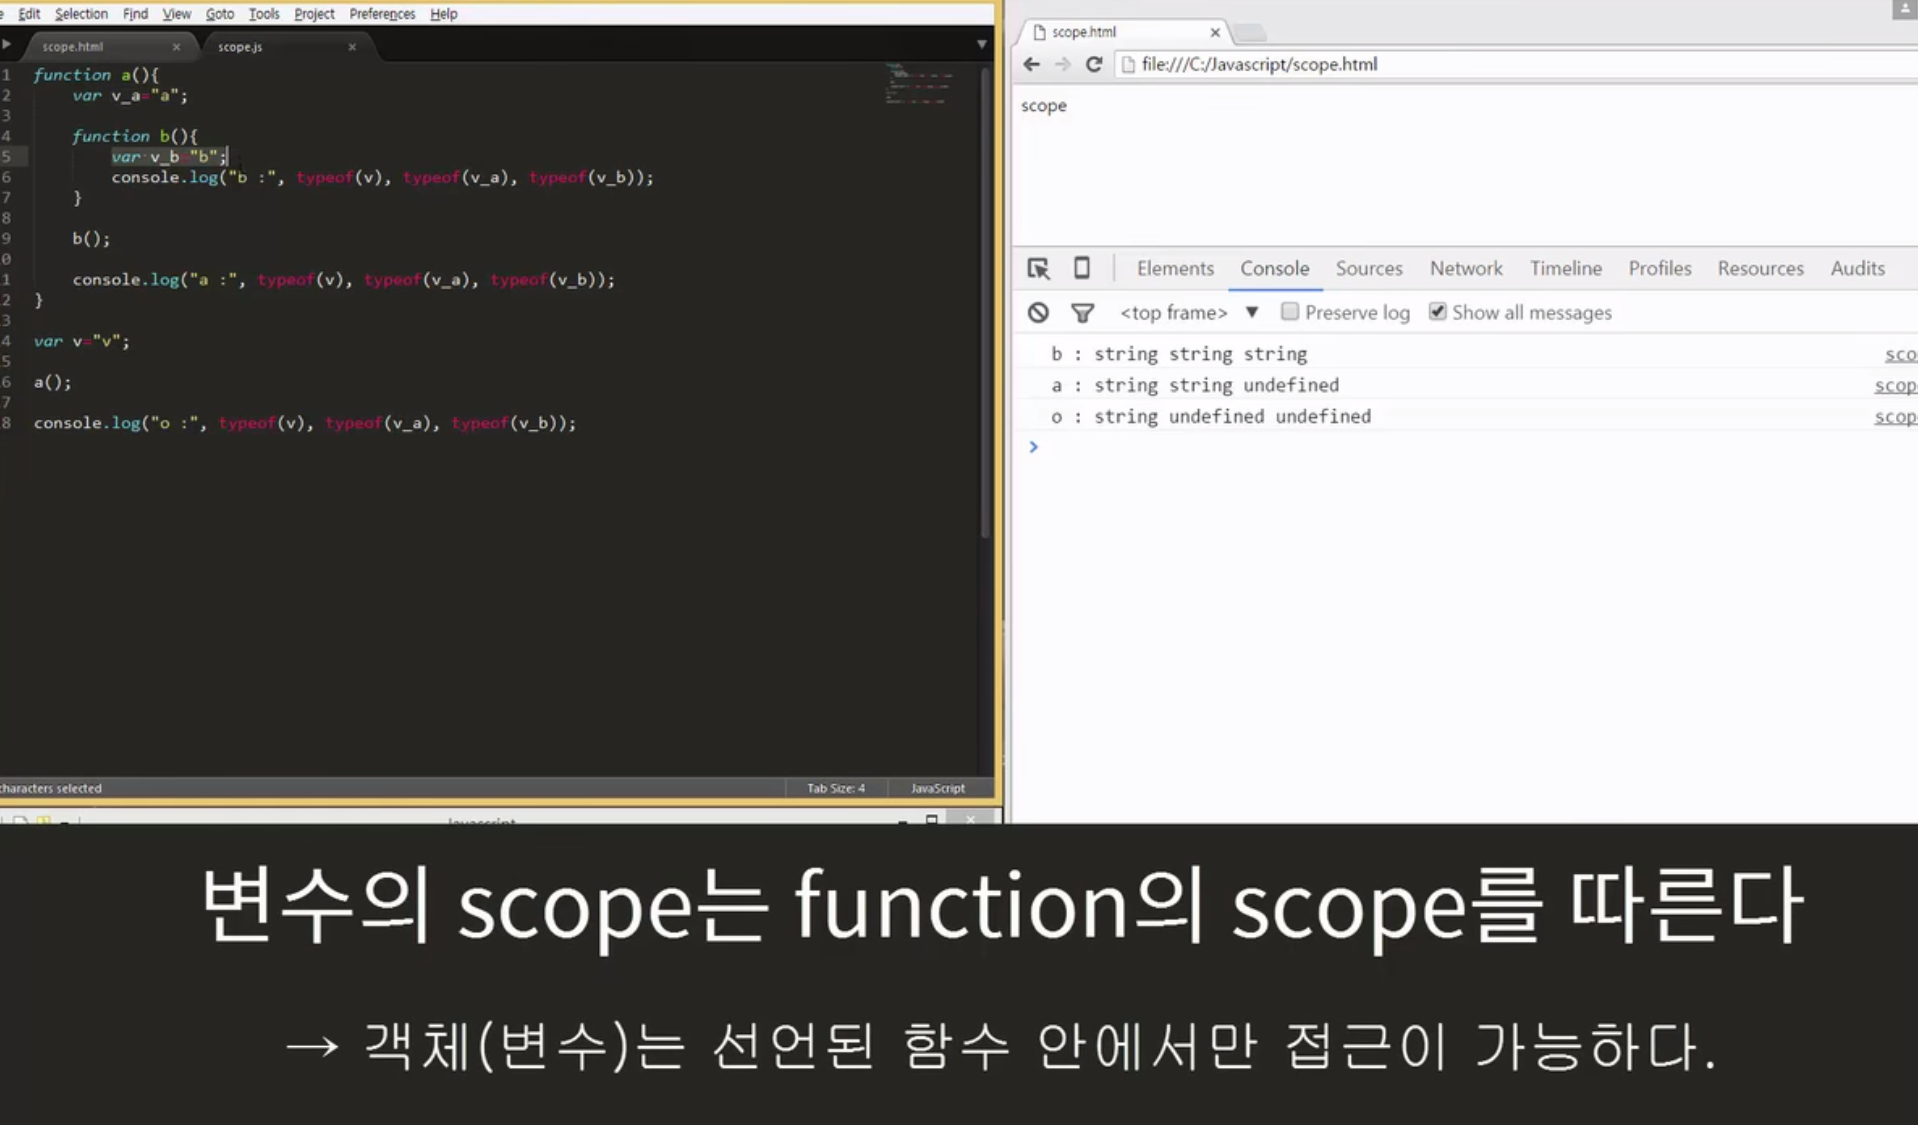 Edit Selection Find View Goto Tools Project Preferences Help
scope.html × scope.js ×
1 function a(){
2 var v_a="a";
3
4 function b(){
5 var v_b="b";
6 console.log("b :", typeof(v), typeof(v_a), typeof(v_b));
7 }
8
9 b();
0
1 console.log("a :", typeof(v), typeof(v_a), typeof(v_b));
2 }
3
4 var v="v";
5
6 a();
7
8 console.log("o :", typeof(v), typeof(v_a), typeof(v_b));
characters selected Tab Size: 4 JavaScript
Javascript
scope.html ×
file:///C:/Javascript/scope.html
scope
Elements Console Sources Network Timeline Profiles Resources Audits
<top frame> ▼ Preserve log Show all messages
b : string string string sco
a : string string undefined scop
o : string undefined undefined scop
>
변수의 scope는 function의 scope를 따른다
→ 객체(변수)는 선언된 함수 안에서만 접근이 가능하다.